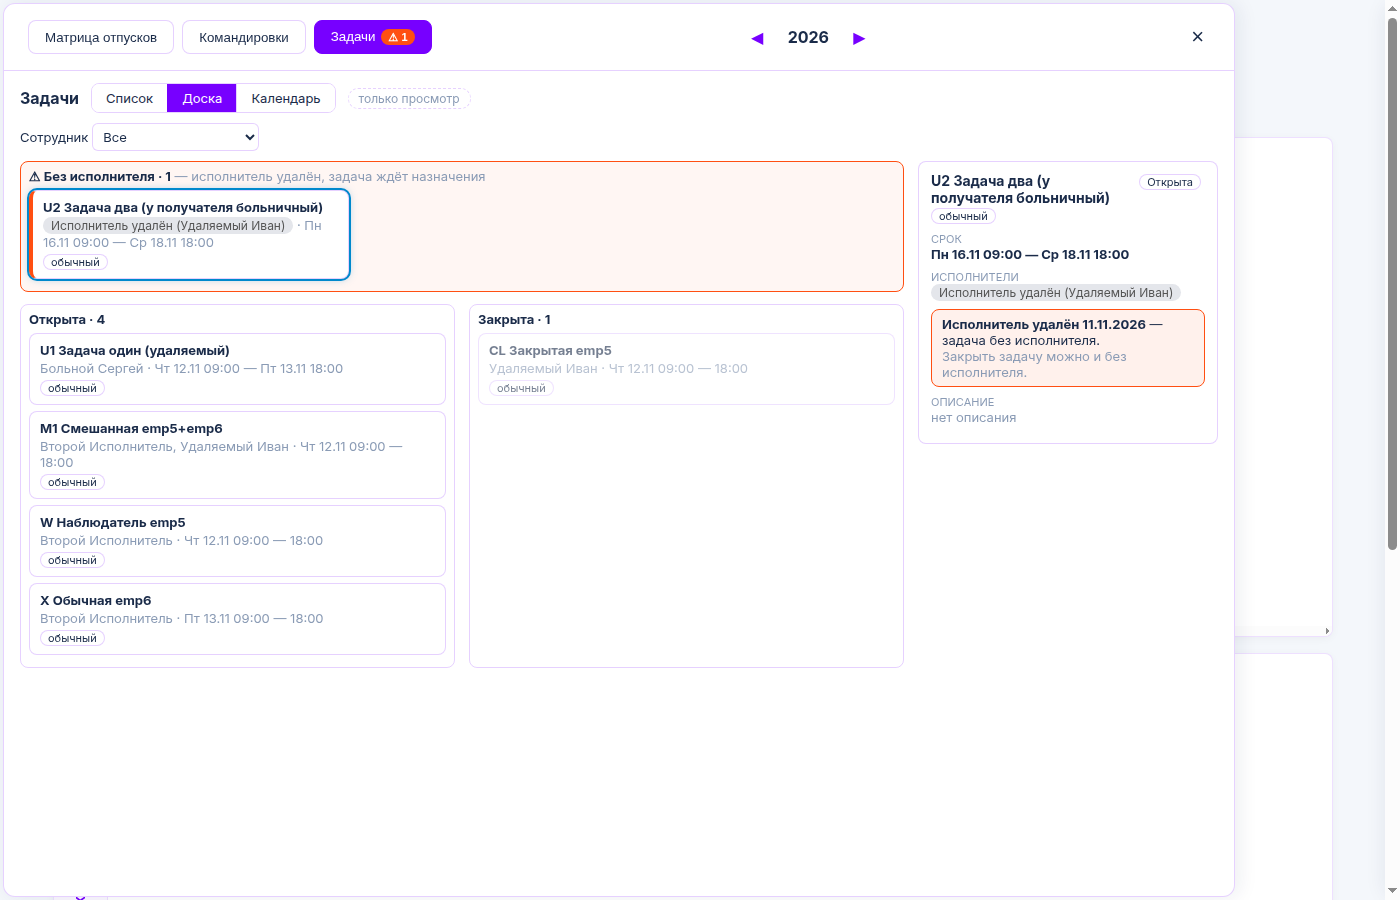 Матрица отпусков
Командировки
Задачи ⚠ 1
◀ 2026 ▶
×
Задачи
Список
Доска
Календарь
только просмотр
Сотрудник
Все
⚠ Без исполнителя · 1 — исполнитель удалён, задача ждёт назначения
U2 Задача два (у получателя больничный)
Исполнитель удалён (Удаляемый Иван) · Пн
16.11 09:00 — Ср 18.11 18:00
обычный
Открыта · 4
U1 Задача один (удаляемый)
Больной Сергей · Чт 12.11 09:00 — Пт 13.11 18:00
обычный
M1 Смешанная emp5+emp6
Второй Исполнитель, Удаляемый Иван · Чт 12.11 09:00 —
18:00
обычный
W Наблюдатель emp5
Второй Исполнитель · Чт 12.11 09:00 — 18:00
обычный
X Обычная emp6
Второй Исполнитель · Пт 13.11 09:00 — 18:00
обычный
Закрыта · 1
CL Закрытая emp5
Удаляемый Иван · Чт 12.11 09:00 — 18:00
обычный
U2 Задача два (у
получателя больничный)
Открыта
обычный
СРОК
Пн 16.11 09:00 — Ср 18.11 18:00
ИСПОЛНИТЕЛИ
Исполнитель удалён (Удаляемый Иван)
Исполнитель удалён 11.11.2026 —
задача без исполнителя.
Закрыть задачу можно и без
исполнителя.
ОПИСАНИЕ
нет описания